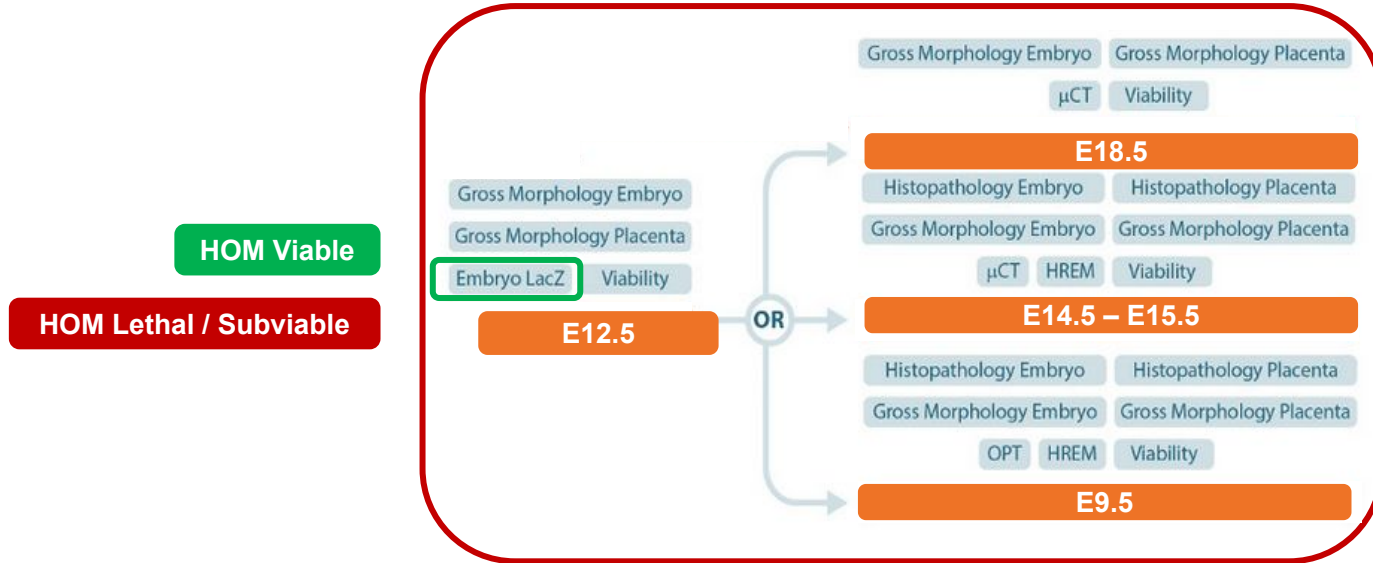 HOM Viable
HOM Lethal / Subviable
Gross Morphology Embryo
Gross Morphology Placenta
Embryo LacZ Viability
E12.5
OR
Gross Morphology Embryo Gross Morphology Placenta
μCT Viability
E18.5
Histopathology Embryo Histopathology Placenta
Gross Morphology Embryo Gross Morphology Placenta
μCT HREM Viability
E14.5 – E15.5
Histopathology Embryo Histopathology Placenta
Gross Morphology Embryo Gross Morphology Placenta
OPT HREM Viability
E9.5